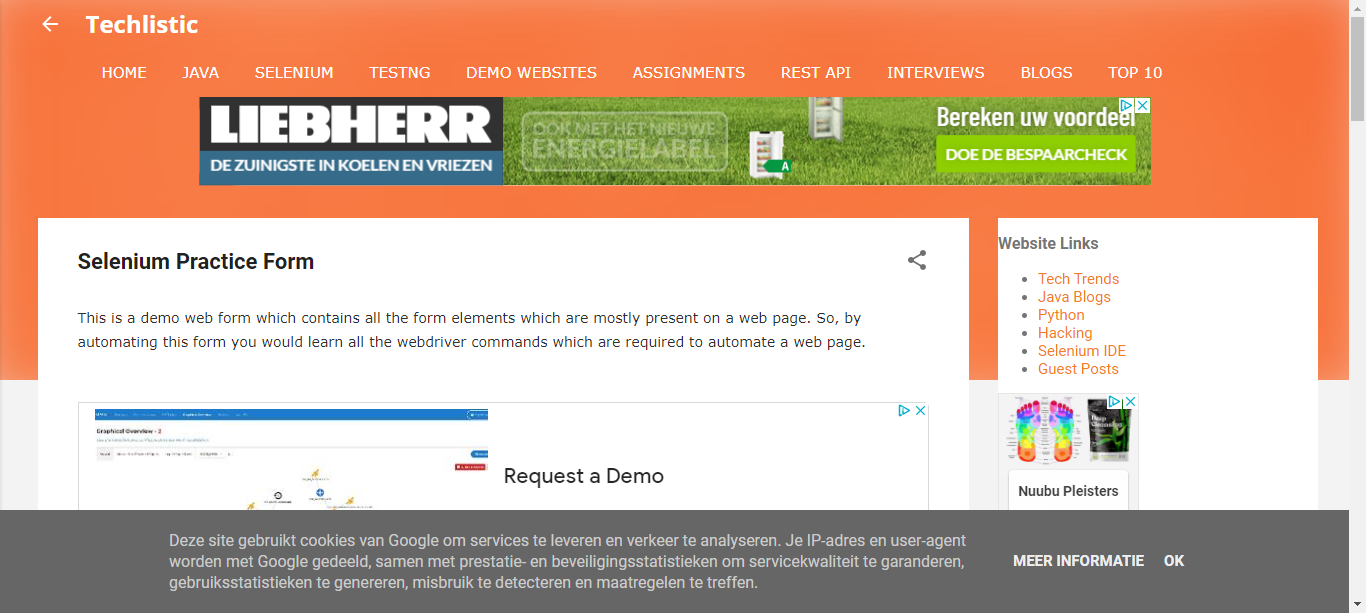 Techlistic
HOME JAVA SELENIUM TESTNG DEMO WEBSITES ASSIGNMENTS REST API INTERVIEWS BLOGS TOP 10
LIEBHERR
DE ZUINIGSTE IN KOELEN EN VRIEZEN
OOK MET HET NIEUWE
ENERGIELABEL
A
Bereken uw voordeel
DOE DE BESPAARCHECK
Selenium Practice Form
This is a demo web form which contains all the form elements which are mostly present on a web page. So, by
automating this form you would learn all the webdriver commands which are required to automate a web page.
Graphical Overview - 2
Request a Demo
Website Links
Tech Trends
Java Blogs
Python
Hacking
Selenium IDE
Guest Posts
Nuubu Pleisters
Deze site gebruikt cookies van Google om services te leveren en verkeer te analyseren. Je IP-adres en user-agent
worden met Google gedeeld, samen met prestatie- en beveiligingsstatistieken om servicekwaliteit te garanderen,
gebruiksstatistieken te genereren, misbruik te detecteren en maatregelen te treffen.
MEER INFORMATIE OK